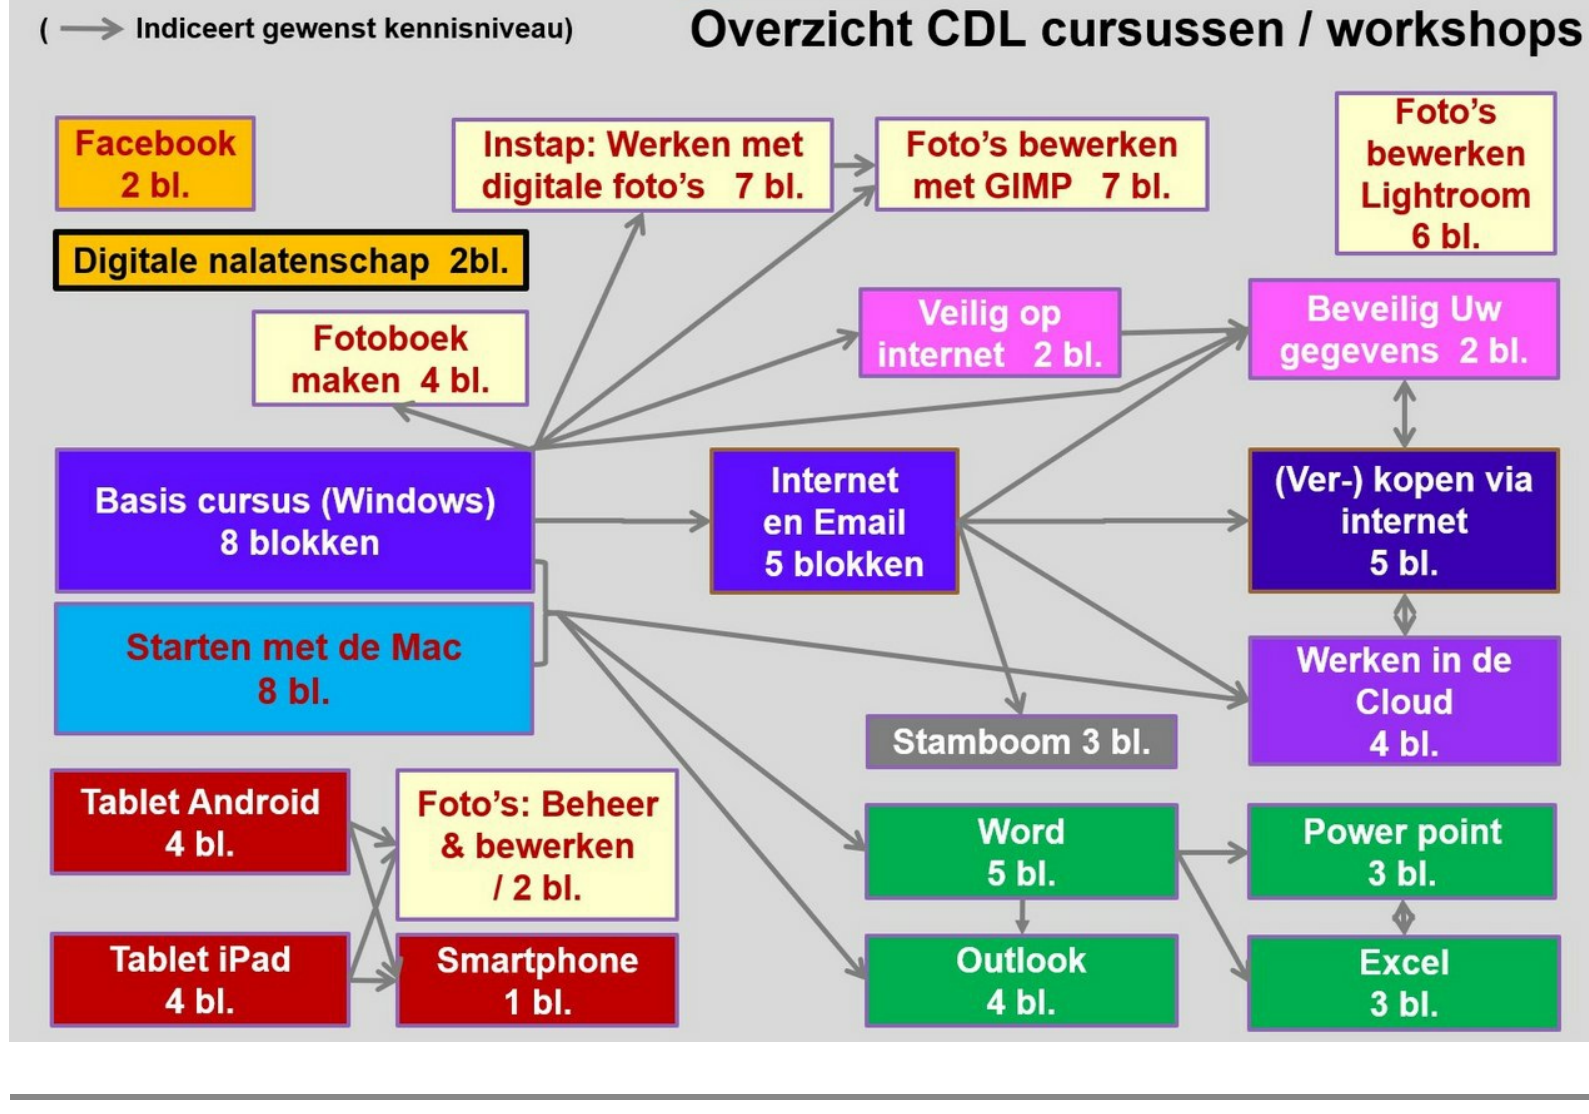 ( → Indiceert gewenst kennisniveau)
Overzicht CDL cursussen / workshops
Facebook
2 bl.
Instap: Werken met
digitale foto's 7 bl.
Foto's bewerken
met GIMP 7 bl.
Foto's
bewerken
Lightroom
6 bl.
Digitale nalatenschap 2bl.
Fotoboek
maken 4 bl.
Veilig op
internet 2 bl.
Beveilig Uw
gegevens 2 bl.
Basis cursus (Windows)
8 blokken
Internet
en Email
5 blokken
(Ver-) kopen via
internet
5 bl.
Starten met de Mac
8 bl.
Werken in de
Cloud
4 bl.
Stamboom 3 bl.
Tablet Android
4 bl.
Foto's: Beheer
& bewerken
/ 2 bl.
Word
5 bl.
Power point
3 bl.
Tablet iPad
4 bl.
Smartphone
1 bl.
Outlook
4 bl.
Excel
3 bl.